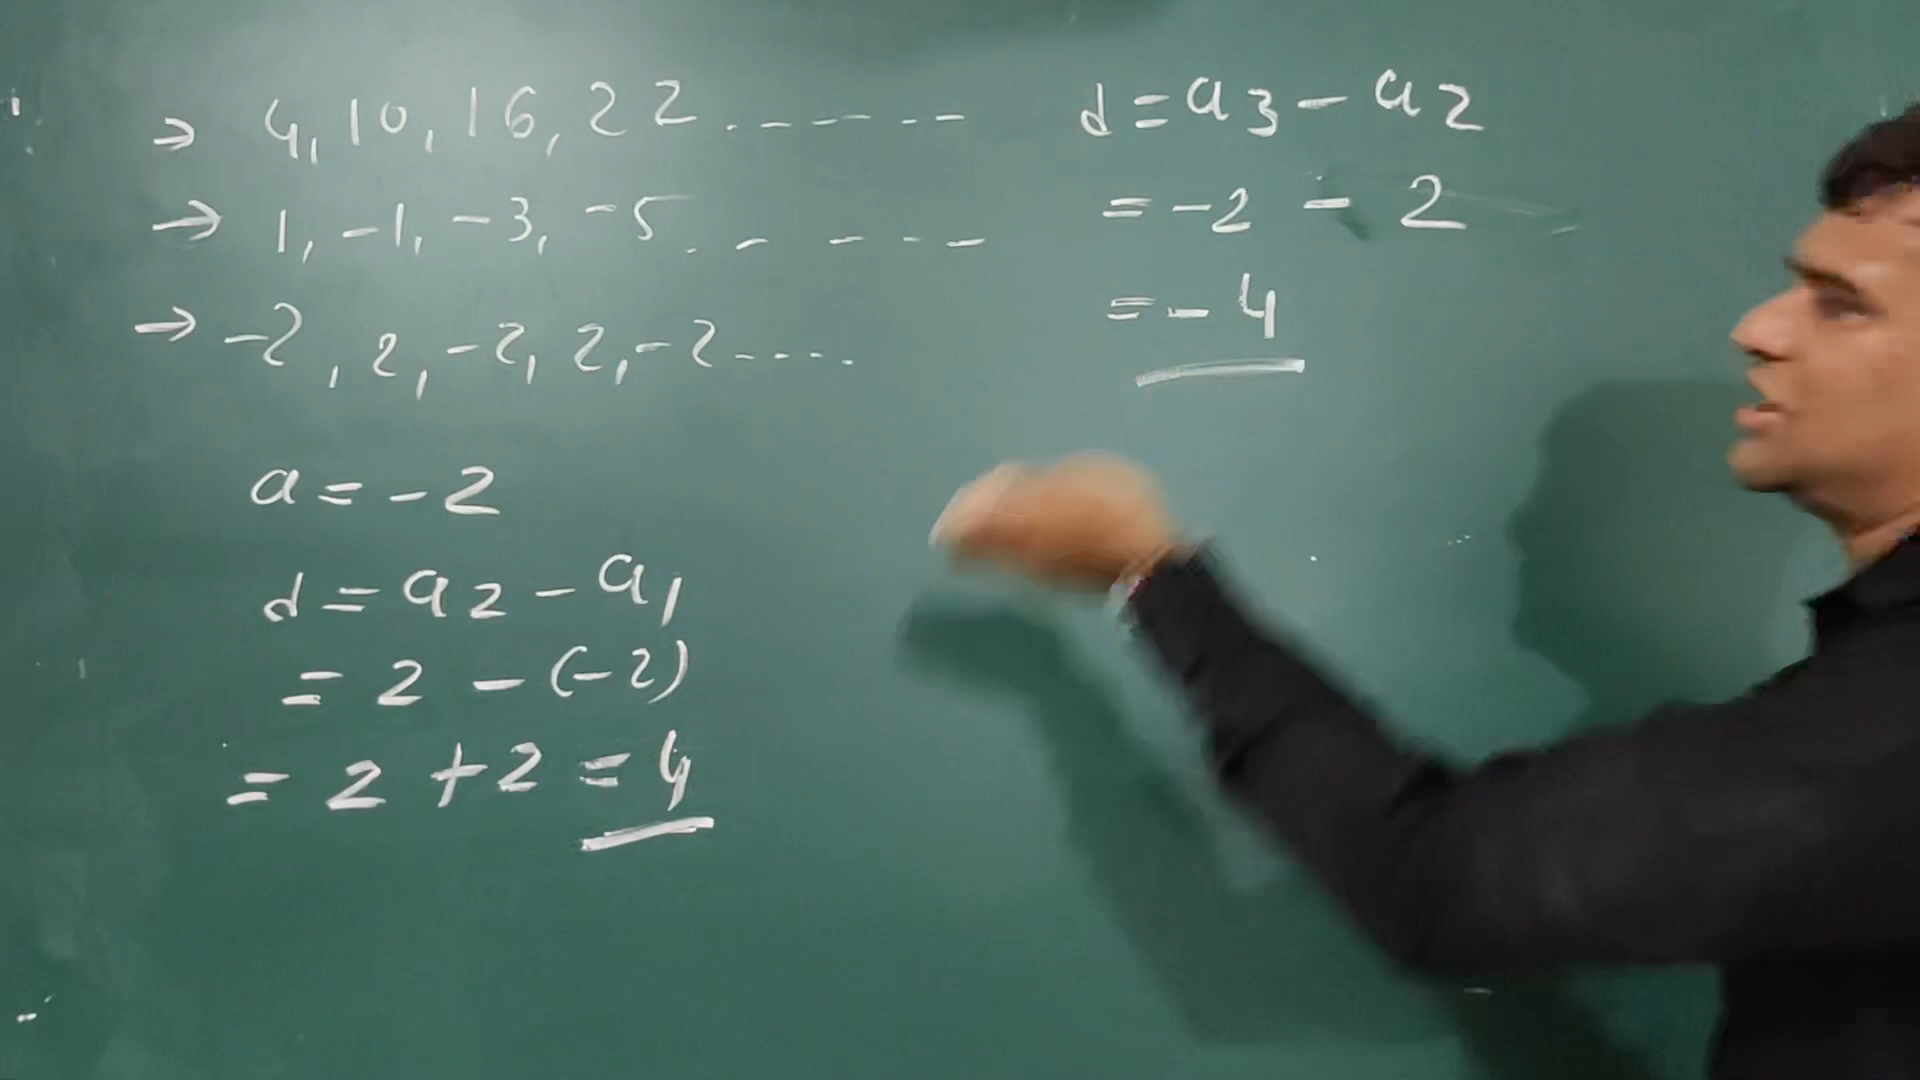 → 4, 10, 16, 22 . - - - - - -
→ 1, -1, -3, -5 . - - - - -
→ -2, 2, -2, 2, -2 - - - - .
a = -2
d = a2 - a1
= 2 - (-2)
= 2 + 2 = 4
d = a3 - a2
= -2 - 2
= - 4